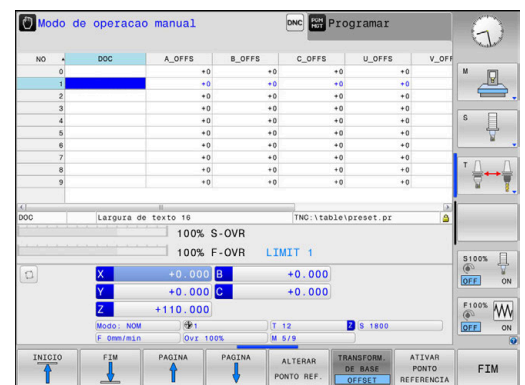 Modo de operacao manual DNC PGM MGT Programar
NO DOC A_OFFS B_OFFS C_OFFS U_OFFS V_OFF
0 +0 +0 +0 +0
1 +0 +0 +0 +0
2 +0 +0 +0 +0
3 +0 +0 +0 +0
4 +0 +0 +0 +0
5 +0 +0 +0 +0
6 +0 +0 +0 +0
7 +0 +0 +0 +0
8 +0 +0 +0 +0
9 +0 +0 +0 +0
DOC Largura de texto 16 TNC:\table\preset.pr
100% S-OVR
100% F-OVR LIMIT 1
X +0.000 B +0.000
Y +0.000 C +0.000
Z +110.000
Modo: NOM 1 T 12 Z S 1800
F 0mm/min Ovr 100% M 5/9
M
S
T
S100%
OFF ON
F100%
OFF ON
INICIO
FIM
PAGINA
PAGINA
ALTERAR
PONTO REF.
TRANSFORM.
DE BASE
OFFSET
ATIVAR
PONTO
REFERENCIA
FIM